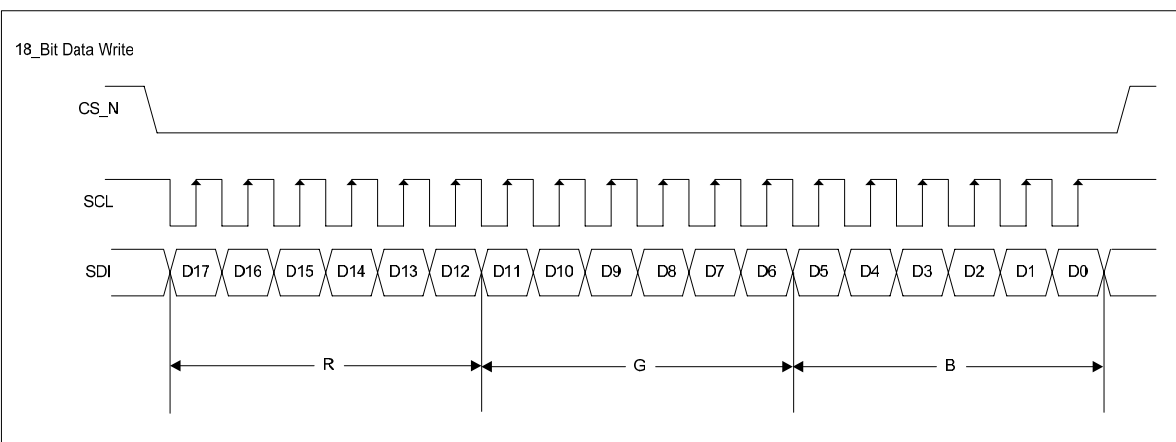 18_Bit Data Write
CS_N
SCL
SDI D17 D16 D15 D14 D13 D12 D11 D10 D9 D8 D7 D6 D5 D4 D3 D2 D1 D0
R G B